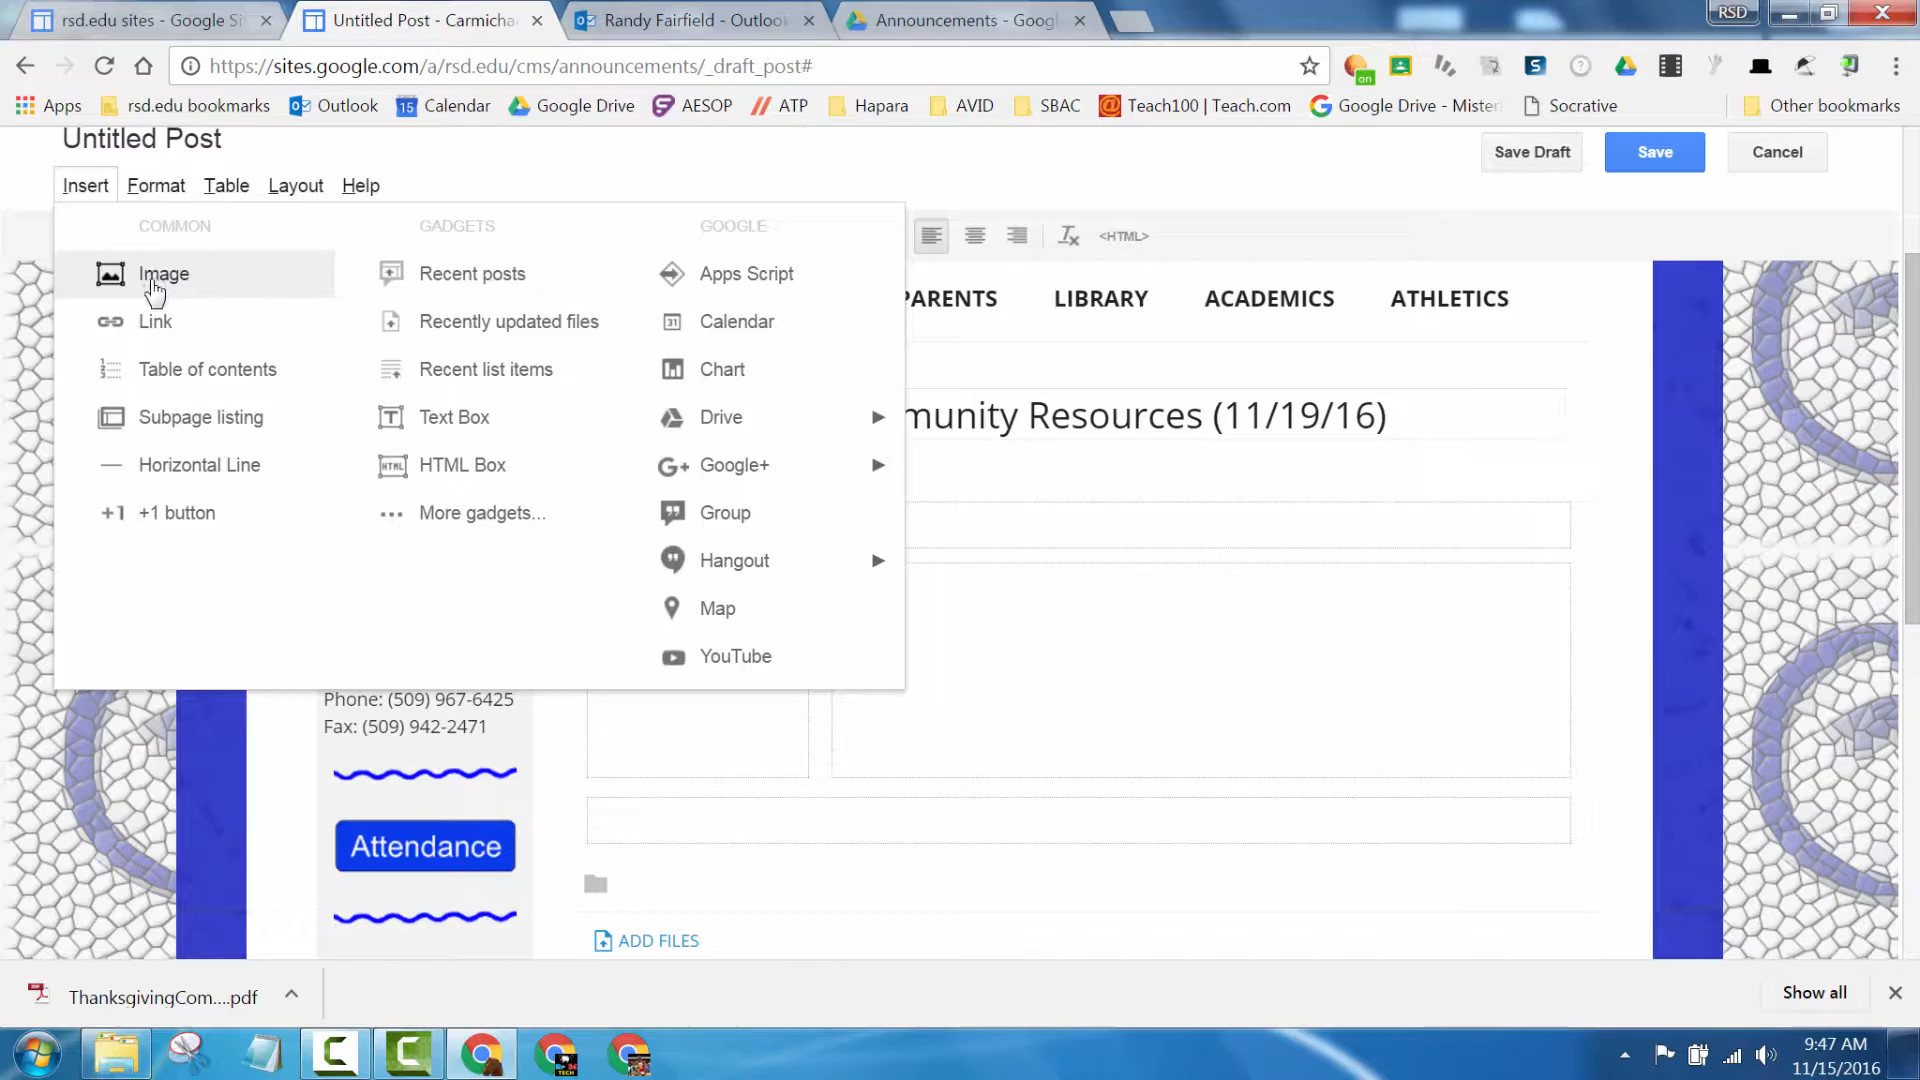 rsd.edu sites - Google Si
Untitled Post - Carmicha
Randy Fairfield - Outlook
Announcements - Googl
RSD
https://sites.google.com/a/rsd.edu/cms/announcements/_draft_post#
on
Apps
rsd.edu bookmarks
Outlook
15
Calendar
Google Drive
AESOP
ATP
Hapara
AVID
SBAC
Teach100 | Teach.com
Google Drive - Mister
Socrative
Other bookmarks
Untitled Post
Save Draft
Save
Cancel
Insert
Format
Table
Layout
Help
<HTML>
COMMON
GADGETS
GOOGLE
Image
Recent posts
Apps Script
Link
Recently updated files
Calendar
Table of contents
Recent list items
Chart
Subpage listing
Text Box
Drive
Horizontal Line
HTML Box
Google+
+1 button
More gadgets...
Group
Hangout
Map
YouTube
PARENTS
LIBRARY
ACADEMICS
ATHLETICS
munity Resources (11/19/16)
Phone: (509) 967-6425
Fax: (509) 942-2471
Attendance
ADD FILES
ThanksgivingCom....pdf
Show all
9:47 AM
11/15/2016